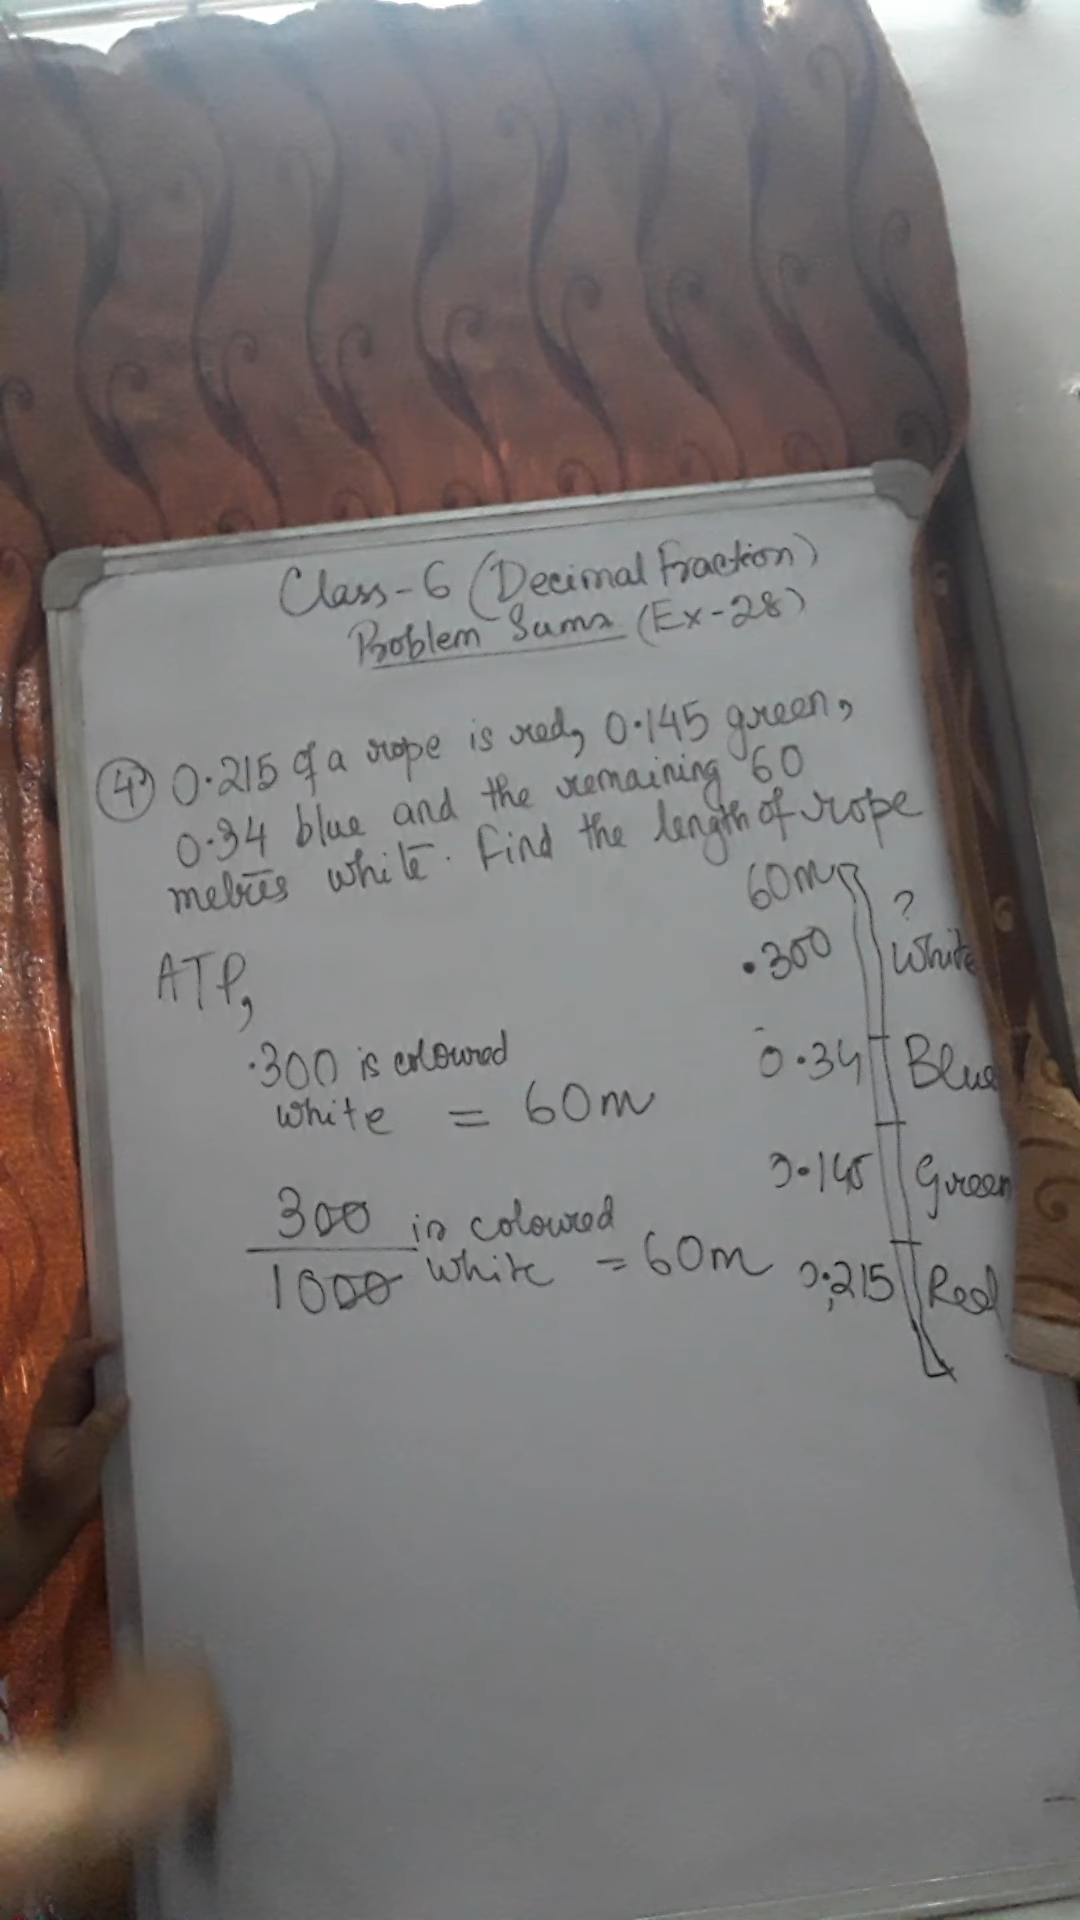 Class-6 (Decimal Fraction)
Problem Sums (Ex-28)
4) 0.215 of a rope is red, 0.145 green,
0.34 blue and the remaining 60
metres white. Find the length of rope
60m
?
.300 White
ATP,
.300 is coloured
white = 60m
0.34 Blue
0.145 Green
300
1000
is coloured
white = 60m
0.215 Red